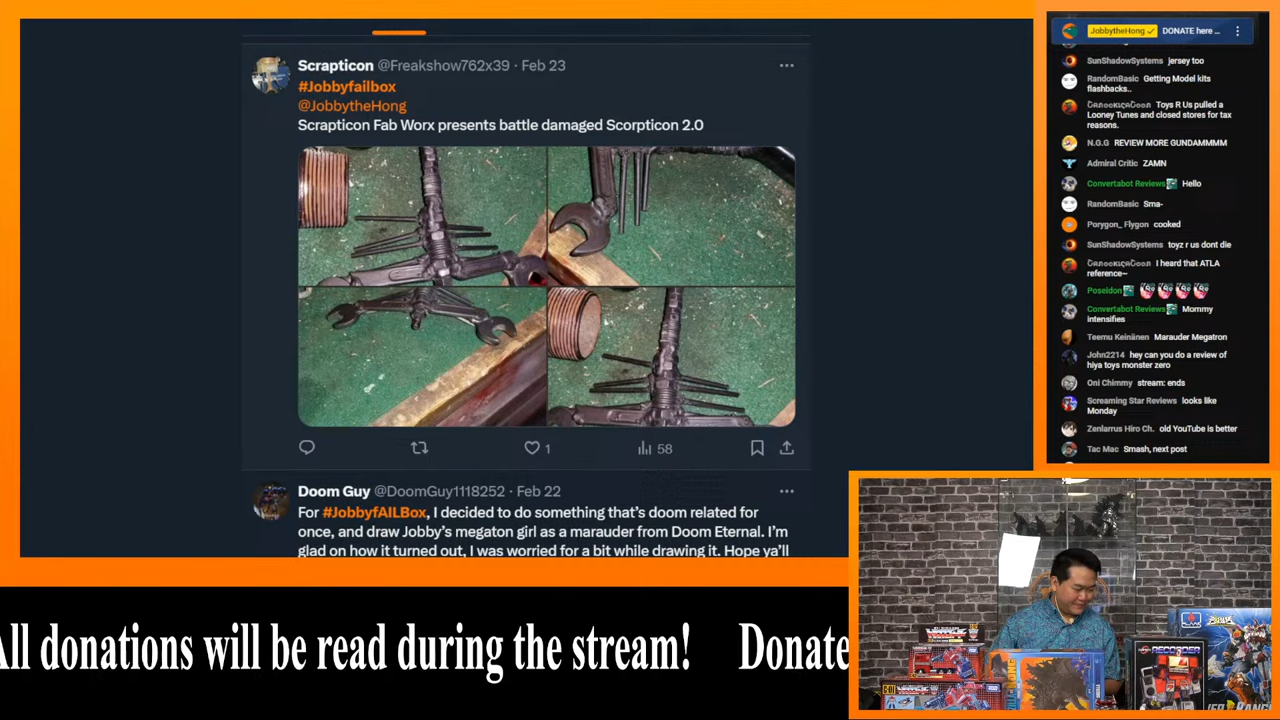 Scrapticon @Freakshow762x39 · Feb 23
#Jobbyfailbox
@JobbytheHong
Scrapticon Fab Worx presents battle damaged Scorpticon 2.0
1
58
Doom Guy @DoomGuy1118252 · Feb 22
For #JobbyfAILBox, I decided to do something that's doom related for
once, and draw Jobby's megaton girl as a marauder from Doom Eternal. I'm
glad on how it turned out, I was worried for a bit while drawing it. Hope ya'll
JobbytheHong DONATE here ...
SunShadowSystems jersey too
RandomBasic Getting Model kits
flashbacks..
Toys R Us pulled a
Looney Tunes and closed stores for tax
reasons.
N.G.G REVIEW MORE GUNDAMMMM
Admiral Critic ZAMN
Convertabot Reviews Hello
RandomBasic Sma-
Porygon_ Flygon cooked
SunShadowSystems toyz r us dont die
I heard that ATLA
reference~
Poseidon
Convertabot Reviews Mommy
intensifies
Teemu Keinänen Marauder Megatron
John2214 hey can you do a review of
hiya toys monster zero
Oni Chimmy stream: ends
Screaming Star Reviews looks like
Monday
Zenlarrus Hiro Ch. old YouTube is better
Tac Mac Smash, next post
All donations will be read during the stream! Donate
RECORDER